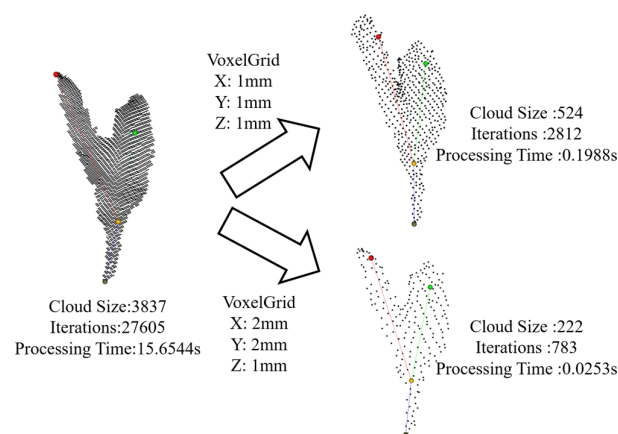 VoxelGrid
X: 1mm
Y: 1mm
Z: 1mm
Cloud Size :524
Iterations :2812
Processing Time :0.1988s
Cloud Size:3837
Iterations:27605
Processing Time:15.6544s
VoxelGrid
X: 2mm
Y: 2mm
Z: 1mm
Cloud Size :222
Iterations :783
Processing Time :0.0253s